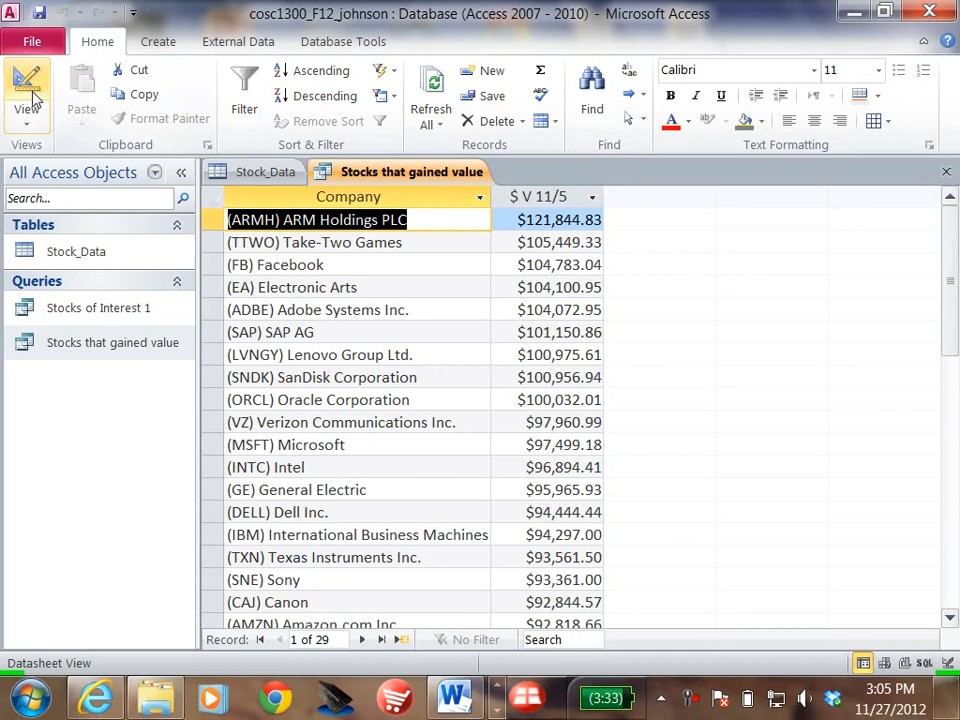 cosc1300_F12_johnson : Database (Access 2007 - 2010) - Microsoft Access
File Home Create External Data Database Tools
View
Views
Paste
Cut
Copy
Format Painter
Clipboard
Filter
Ascending
Descending
Remove Sort
Sort & Filter
Refresh All
New
Save
Delete
Records
Find
Find
Calibri 11
B I U
A
Text Formatting
All Access Objects
Search...
Tables
Stock_Data
Queries
Stocks of Interest 1
Stocks that gained value
Stock_Data Stocks that gained value
Company $ V 11/5
(ARMH) ARM Holdings PLC $121,844.83
(TTWO) Take-Two Games $105,449.33
(FB) Facebook $104,783.04
(EA) Electronic Arts $104,100.95
(ADBE) Adobe Systems Inc. $104,072.95
(SAP) SAP AG $101,150.86
(LVNGY) Lenovo Group Ltd. $100,975.61
(SNDK) SanDisk Corporation $100,956.94
(ORCL) Oracle Corporation $100,032.01
(VZ) Verizon Communications Inc. $97,960.99
(MSFT) Microsoft $97,499.18
(INTC) Intel $96,894.41
(GE) General Electric $95,965.93
(DELL) Dell Inc. $94,444.44
(IBM) International Business Machines $94,297.00
(TXN) Texas Instruments Inc. $93,561.50
(SNE) Sony $93,361.00
(CAJ) Canon $92,844.57
(AMZN) Amazon.com Inc. $92,818.66
Record: 1 of 29 No Filter Search
Datasheet View
SQL
(3:33)
3:05 PM
11/27/2012